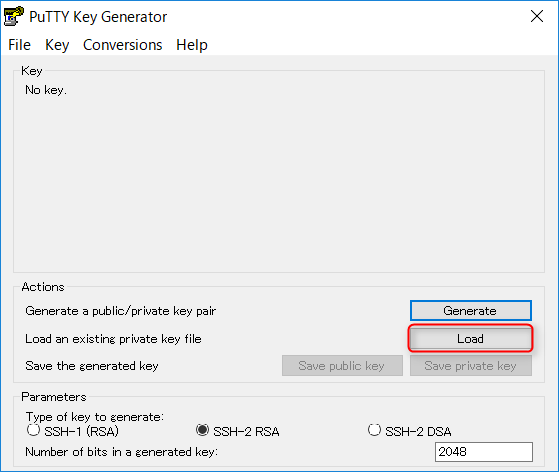 PuTTY Key Generator
File Key Conversions Help
Key
No key.
Actions
Generate a public/private key pair
Generate
Load an existing private key file
Load
Save the generated key
Save public key
Save private key
Parameters
Type of key to generate:
SSH-1 (RSA)
SSH-2 RSA
SSH-2 DSA
Number of bits in a generated key:
2048